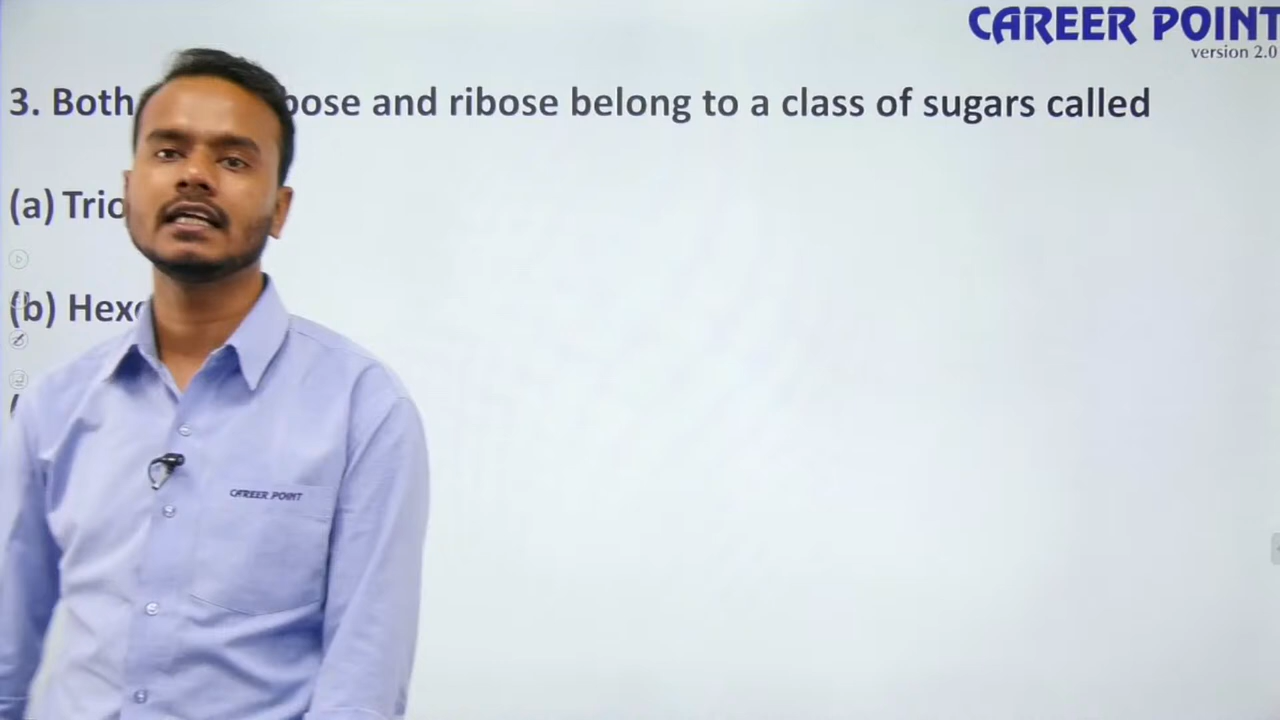 CAREER POINT
version 2.0
3. Both bose and ribose belong to a class of sugars called
(a) Trio
(b) Hexo
(
CAREER POINT